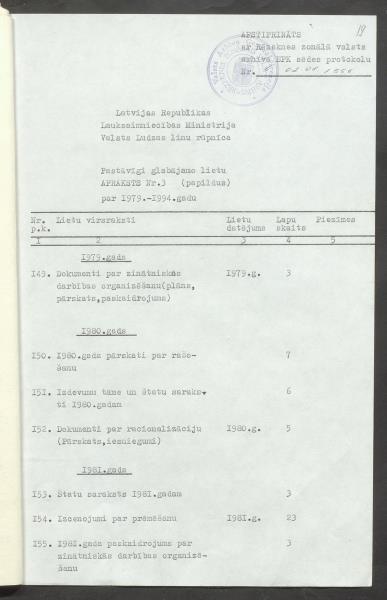 19
APSTIPRINĀTS
ar Rēzeknes zonālā valsts
arhīva EPK sēdes protokolu
Nr.
Latvijas Republikas
Lauksaimniecības Ministrija
Valsts Ludzas linu rūpnīca
Pastāvīgi glabājamo lietu
APRAKSTS Nr.3 (papildus)
par 1979.-1994.gadu
Nr. Lietu virsraksti Lietu Lapu Piezīmes
p.k. datējums skaits
1 2 3 4 5
1979.gads
149. Dokumenti par zinātniskās 1979.g. 3
darbības organizēšanu(plāns,
pārskats,paskaidrojums)
1980.gads
150. 1980.gada pārskati par ražo- 7
šanu
151. Izdevumu tāme un štatu saraks- 6
ti 1980.gadam
152. Dokumenti par racionalizāciju 1980.g. 5
(Pārskats,iesniegumi)
1981.gads
153. Štatu saraksts 1981.gadam 3
154. Izcenojumi par prēmēšanu 1981.g. 23
155. 1981.gada paskaidrojums par 3
zinātniskās darbības organizē-
šanu